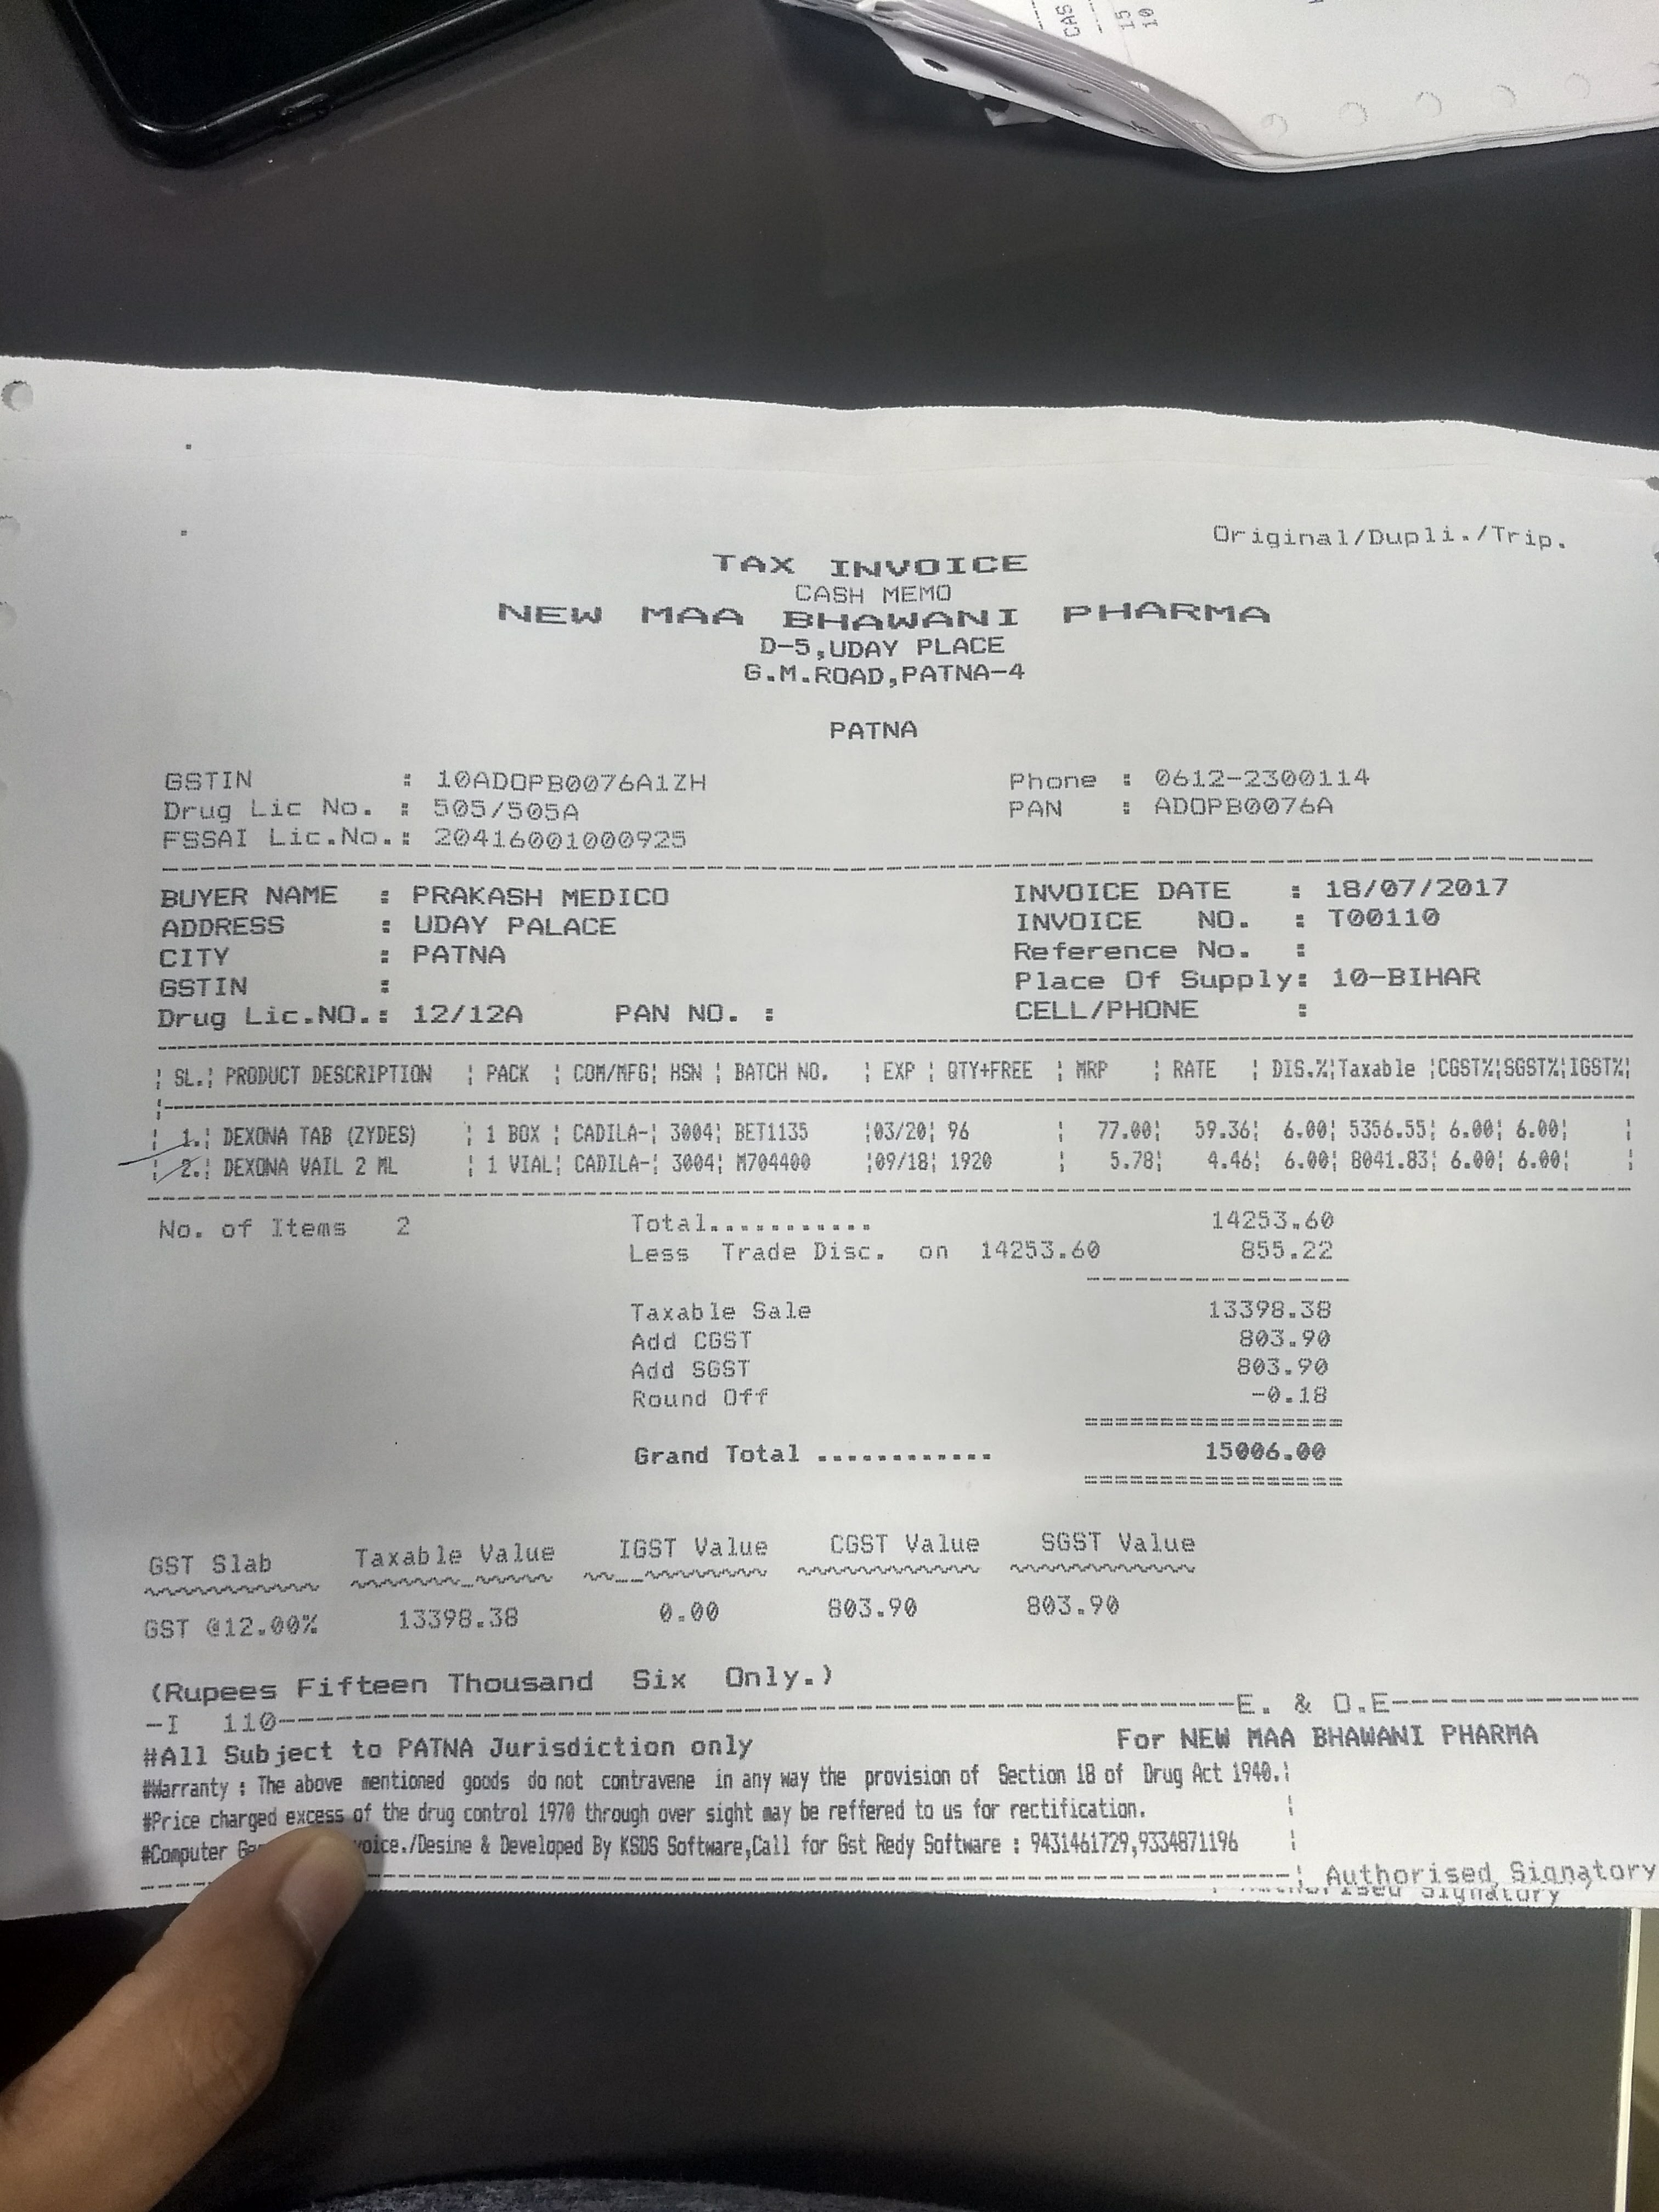 CAS
15
10
Original/Dupli./Trip.
TAX INVOICE
CASH MEMO
NEW MAA BHAWANI PHARMA
D-5,UDAY PLACE
G.M.ROAD,PATNA-4
PATNA
GSTIN : 10ADOPB0076A1ZH Phone : 0612-2300114
Drug Lic No. : 505/505A PAN : ADOPB0076A
FSSAI Lic.No.: 20416001000925
BUYER NAME : PRAKASH MEDICO INVOICE DATE : 18/07/2017
ADDRESS : UDAY PALACE INVOICE NO. : T00110
CITY : PATNA Reference No. :
GSTIN : Place Of Supply: 10-BIHAR
Drug Lic.NO.: 12/12A PAN NO. : CELL/PHONE :
¦ SL.¦ PRODUCT DESCRIPTION ¦ PACK ¦ COM/MFG¦ HSN ¦ BATCH NO. ¦ EXP ¦ QTY+FREE ¦ MRP ¦ RATE ¦ DIS.%¦Taxable ¦CGST%¦SGST%¦IGST%¦
¦ 1.¦ DEXONA TAB (ZYDES) ¦ 1 BOX ¦ CADILA-¦ 3004¦ BET1135 ¦03/20¦ 96 ¦ 77.00¦ 59.36¦ 6.00¦ 5356.55¦ 6.00¦ 6.00¦ ¦
¦ 2.¦ DEXONA VAIL 2 ML ¦ 1 VIAL¦ CADILA-¦ 3004¦ M704400 ¦09/18¦ 1920 ¦ 5.78¦ 4.46¦ 6.00¦ 8041.83¦ 6.00¦ 6.00¦ ¦
No. of Items 2 Total........... 14253.60
Less Trade Disc. on 14253.60 855.22
Taxable Sale 13398.38
Add CGST 803.90
Add SGST 803.90
Round Off -0.18
Grand Total ............ 15006.00
GST Slab Taxable Value IGST Value CGST Value SGST Value
GST @12.00% 13398.38 0.00 803.90 803.90
(Rupees Fifteen Thousand Six Only.)
-I 110-----E. & O.E-----
#All Subject to PATNA Jurisdiction only For NEW MAA BHAWANI PHARMA
#Warranty : The above mentioned goods do not contravene in any way the provision of Section 18 of Drug Act 1940.¦
#Price charged excess of the drug control 1970 through over sight may be reffered to us for rectification. ¦
#Computer voice./Desine & Developed By KSDS Software,Call for Gst Redy Software : 9431461729,9334871196 ¦
¦ Authorised Signatory
Authorised Signatory